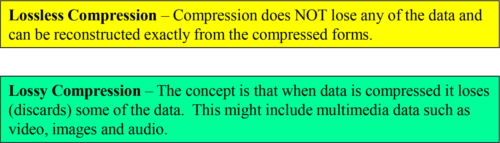 Lossless Compression – Compression does NOT lose any of the data and
can be reconstructed exactly from the compressed forms.
Lossy Compression – The concept is that when data is compressed it loses
(discards) some of the data.  This might include multimedia data such as
video, images and audio.